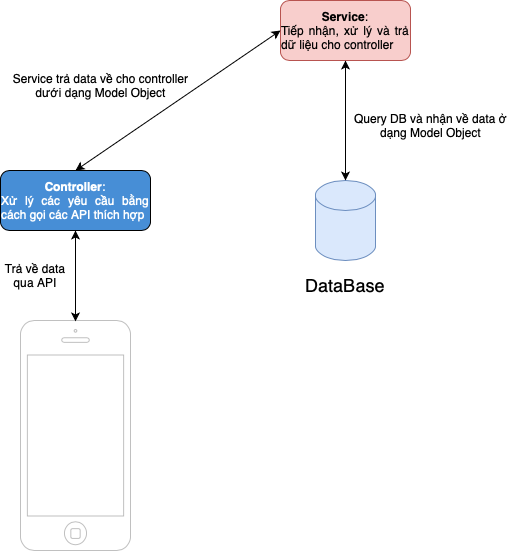 Service:
Tiếp nhận, xử lý và trả
dữ liệu cho controller
Service trả data về cho controller
dưới dạng Model Object
Query DB và nhận về data ở
dạng Model Object
Controller:
Xử lý các yêu cầu bằng
cách gọi các API thích hợp
Trả về data
qua API
DataBase